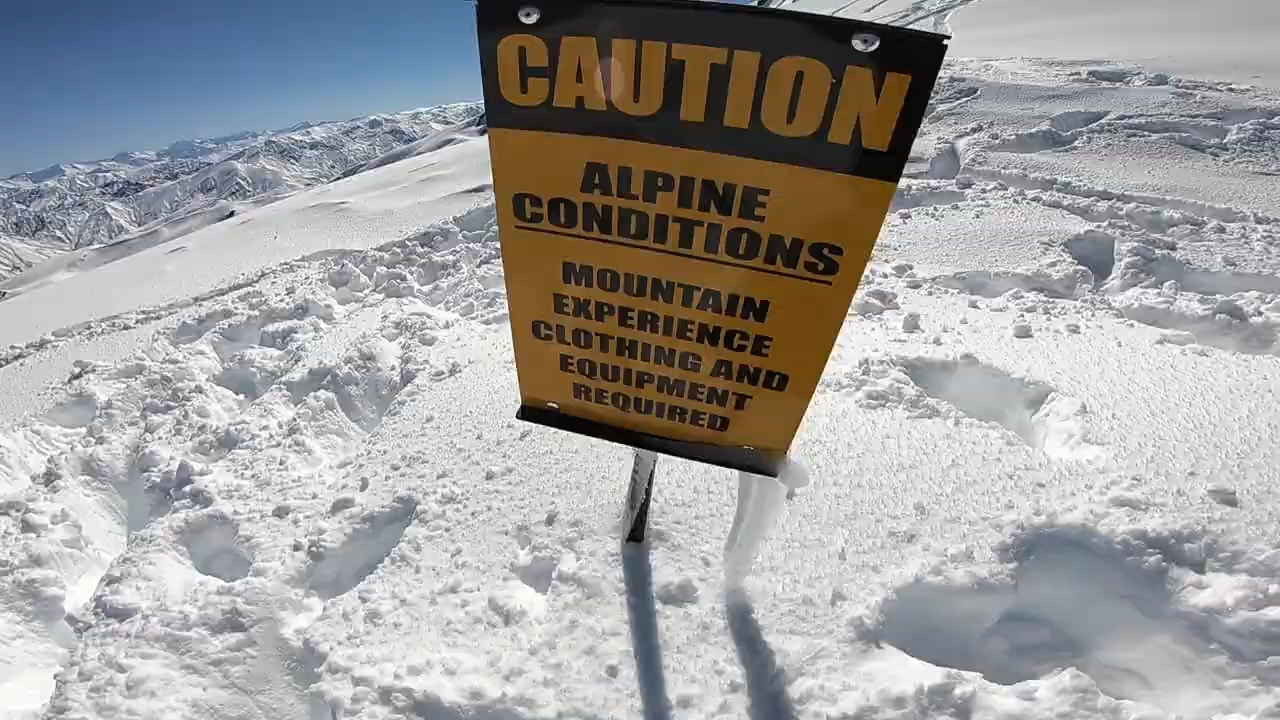 CAUTION
ALPINE
CONDITIONS
MOUNTAIN
EXPERIENCE
CLOTHING AND
EQUIPMENT
REQUIRED